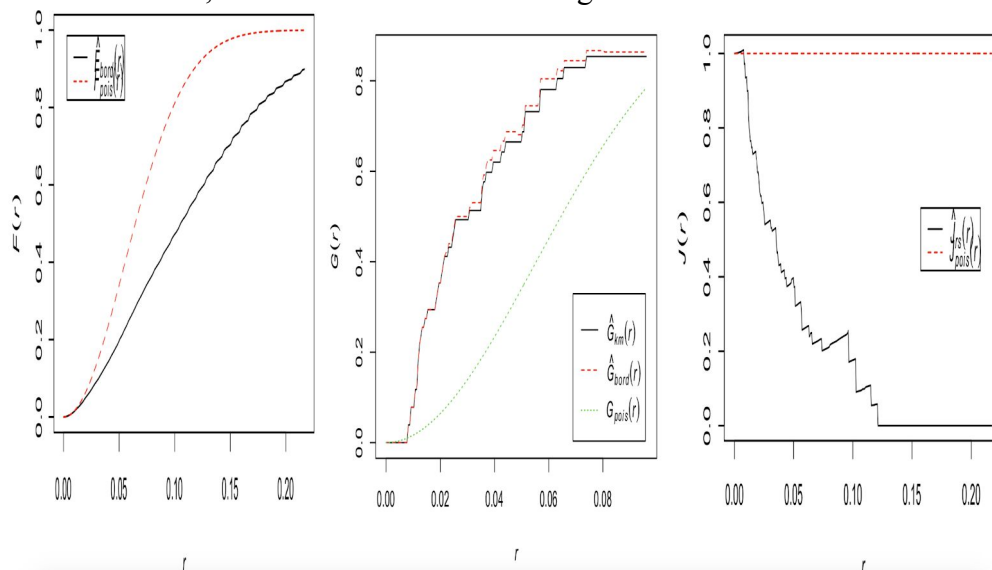 F̂bord(r)
Fpois(r)
F(r)
0.0
0.2
0.4
0.6
0.8
1.0
0.00 0.05 0.10 0.15 0.20
r
G(r)
0.0
0.2
0.4
0.6
0.8
Ĝkm(r)
Ĝbord(r)
Gpois(r)
0.00 0.02 0.04 0.06 0.08
r
J(r)
0.0
0.2
0.4
0.6
0.8
1.0
Ĵrs(r)
Jpois(r)
0.00 0.05 0.10 0.15 0.20
r